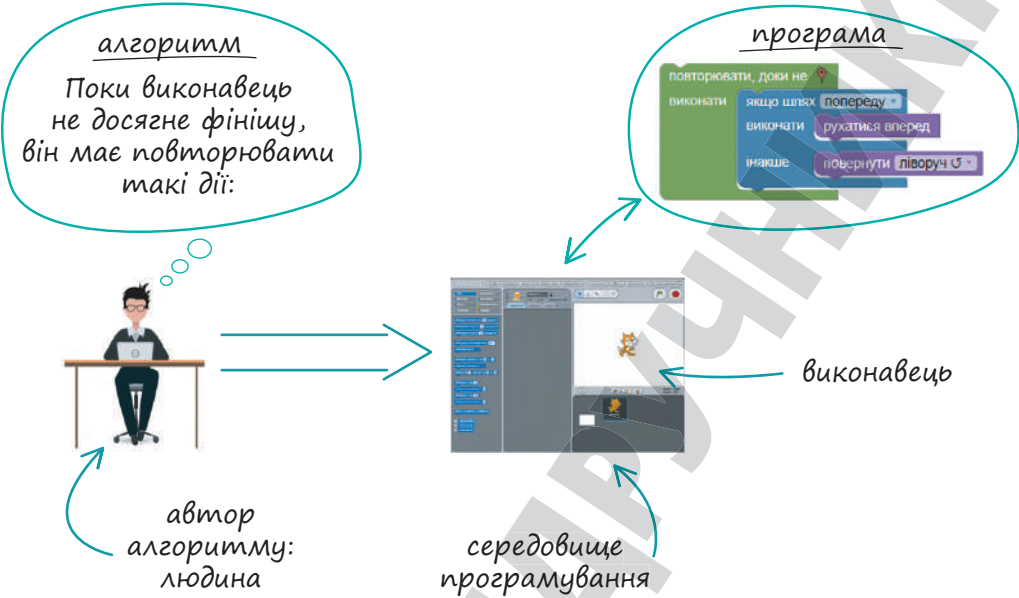 алгоритм
Поки виконавець
не досягне фінішу,
він має повторювати
такі дії:
програма
повторювати, доки не
виконати
якщо шлях попереду
виконати рухатися вперед
інакше повернути ліворуч ↺
виконавець
автор
алгоритму:
людина
середовище
програмування